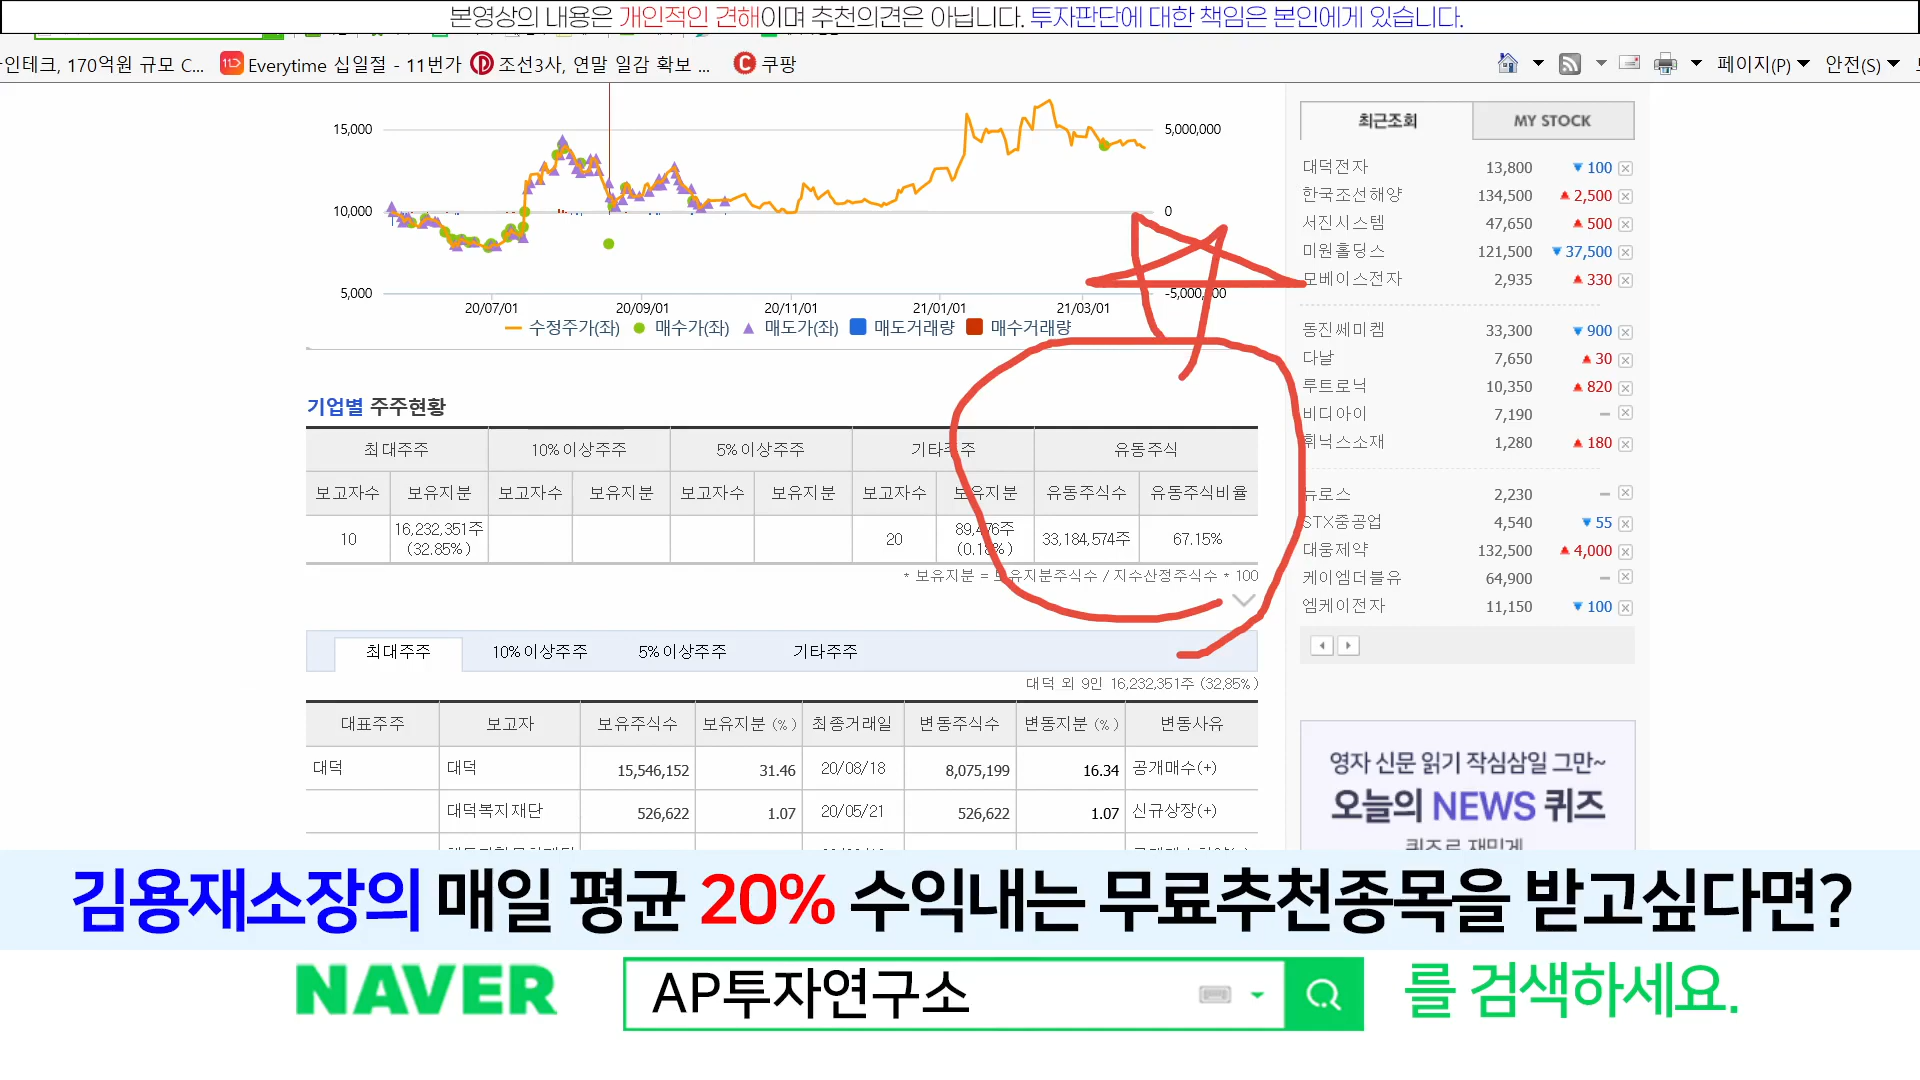 본영상의 내용은 개인적인 견해이며 추천의견은 아닙니다. 투자판단에 대한 책임은 본인에게 있습니다.
인테크, 170억원 규모 C... Everytime 십일절 - 11번가 조선3사, 연말 일감 확보 ... 쿠팡 페이지(P) 안전(S)
15,000 5,000,000
10,000 0
5,000 -5,000,000
20/07/01 20/09/01 20/11/01 21/01/01 21/03/01
수정주가(좌) 매수가(좌) 매도가(좌) 매도거래량 매수거래량
기업별 주주현황
최대주주 10% 이상주주 5% 이상주주 기타주주 유동주식
보고자수 보유지분 보고자수 보유지분 보고자수 보유지분 보고자수 보유지분 유동주식수 유동주식비율
10 16,232,351주 (32.85%) 20 89,476주 (0.18%) 33,184,574주 67.15%
* 보유지분 = 보유지분주식수 / 지수산정주식수 * 100
최대주주 10% 이상주주 5% 이상주주 기타주주
대덕 외 9인 16,232,351주 (32.85%)
대표주주 보고자 보유주식수 보유지분 (%) 최종거래일 변동주식수 변동지분 (%) 변동사유
대덕 대덕 15,546,152 31.46 20/08/18 8,075,199 16.34 공개매수(+)
대덕복지재단 526,622 1.07 20/05/21 526,622 1.07 신규상장(+)
최근조회 MY STOCK
대덕전자 13,800 ▼100
한국조선해양 134,500 ▲2,500
서진시스템 47,650 ▲500
미원홀딩스 121,500 ▼37,500
모베이스전자 2,935 ▲330
동진쎄미켐 33,300 ▼900
다날 7,650 ▲30
루트로닉 10,350 ▲820
비디아이 7,190 –
휘닉스소재 1,280 ▲180
뉴로스 2,230 –
STX중공업 4,540 ▼55
대웅제약 132,500 ▲4,000
케이엠더블유 64,900 –
엠케이전자 11,150 ▼100
영자 신문 읽기 작심삼일 그만~
오늘의 NEWS 퀴즈
퀴즈로 재밌게
김용재소장의 매일 평균 20% 수익내는 무료추천종목을 받고싶다면?
NAVER AP투자연구소 를 검색하세요.